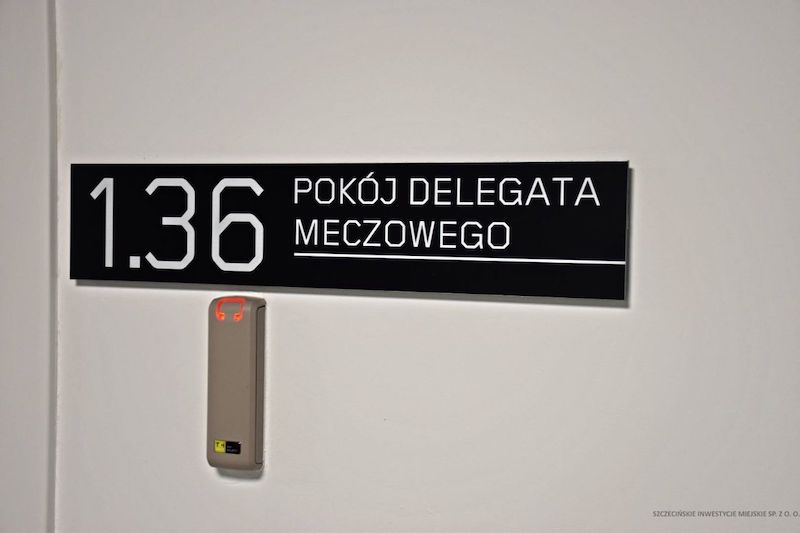 1.36
POKÓJ DELEGATA
MECZOWEGO
SZCZECIŃSKIE INWESTYCJE MIEJSKIE SP. Z O. O.